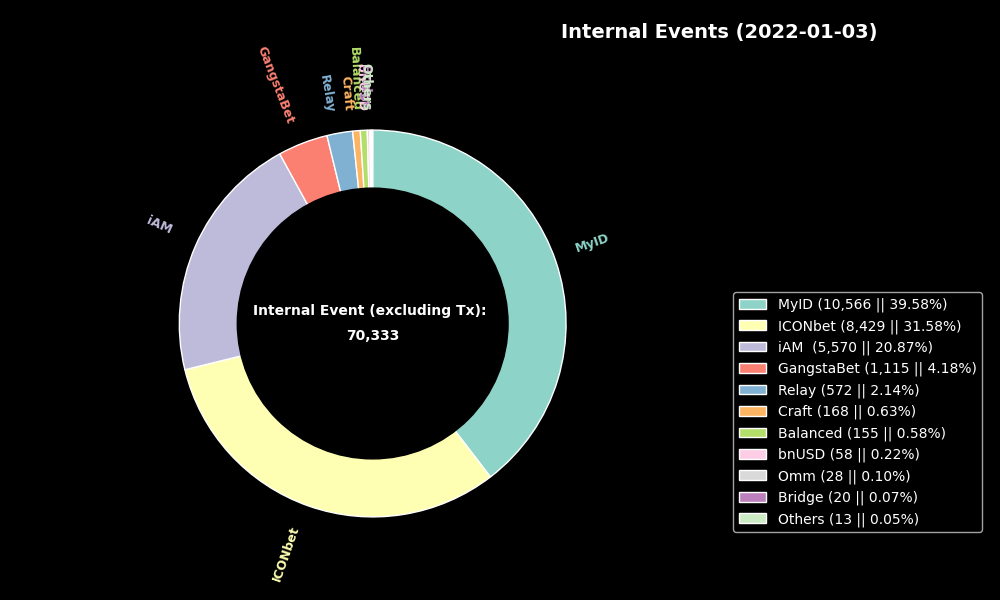 Internal Events (2022-01-03)
GangstaBet
Relay
Craft
Balanced
iAM
MyID
ICONbet
Internal Event (excluding Tx):
70,333
MyID (10,566 || 39.58%)
ICONbet (8,429 || 31.58%)
iAM  (5,570 || 20.87%)
GangstaBet (1,115 || 4.18%)
Relay (572 || 2.14%)
Craft (168 || 0.63%)
Balanced (155 || 0.58%)
bnUSD (58 || 0.22%)
Omm (28 || 0.10%)
Bridge (20 || 0.07%)
Others (13 || 0.05%)